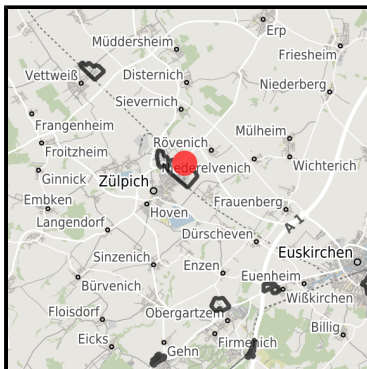 Erp
Müddersheim
Friesheim
Vettweiß
Disternich
Niederberg
Sievernich
Frangenheim
Mülheim
Froitzheim
Rövenich
Niederelvenich
Wichterich
Ginnick
Zülpich
Embken
Hoven
Frauenberg
Langendorf
A 1
Dürscheven
Euskirchen
Sinzenich
Enzen
Euenheim
Bürvenich
Wißkirchen
Floisdorf
Obergartzem
Billig
Eicks
Firmenich
Gehn